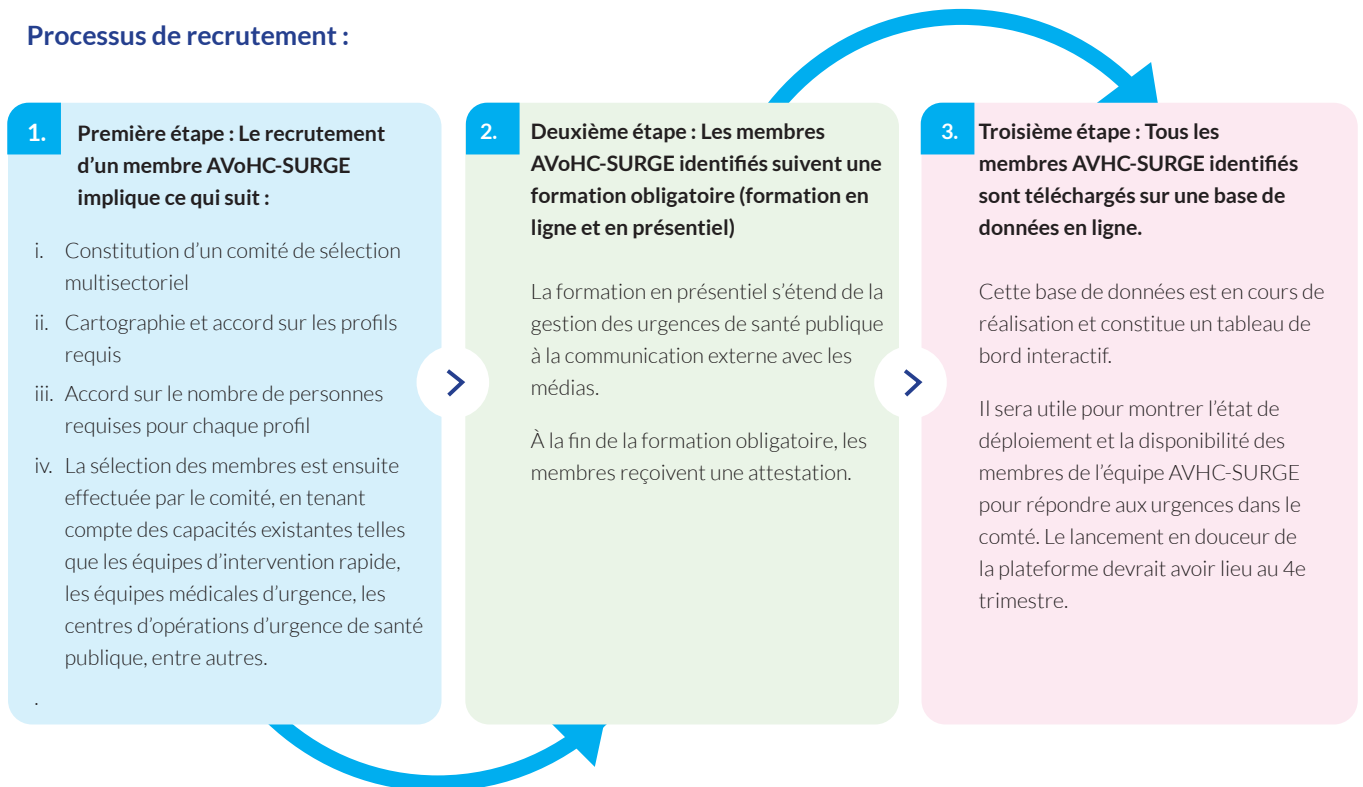 Processus de recrutement :
1.
Première étape : Le recrutement
d’un membre AVoHC-SURGE
implique ce qui suit :
i. Constitution d’un comité de sélection
multisectoriel
ii. Cartographie et accord sur les profils
requis
iii. Accord sur le nombre de personnes
requises pour chaque profil
iv. La sélection des membres est ensuite
effectuée par le comité, en tenant
compte des capacités existantes telles
que les équipes d’intervention rapide,
les équipes médicales d’urgence, les
centres d’opérations d’urgence de santé
publique, entre autres.
.
2.
Deuxième étape : Les membres
AVoHC-SURGE identifiés suivent une
formation obligatoire (formation en
ligne et en présentiel)
La formation en présentiel s’étend de la
gestion des urgences de santé publique
à la communication externe avec les
médias.
À la fin de la formation obligatoire, les
membres reçoivent une attestation.
3.
Troisième étape : Tous les
membres AVHC-SURGE identifiés
sont téléchargés sur une base de
données en ligne.
Cette base de données est en cours de
réalisation et constitue un tableau de
bord interactif.
Il sera utile pour montrer l’état de
déploiement et la disponibilité des
membres de l’équipe AVHC-SURGE
pour répondre aux urgences dans le
comté. Le lancement en douceur de
la plateforme devrait avoir lieu au 4e
trimestre.